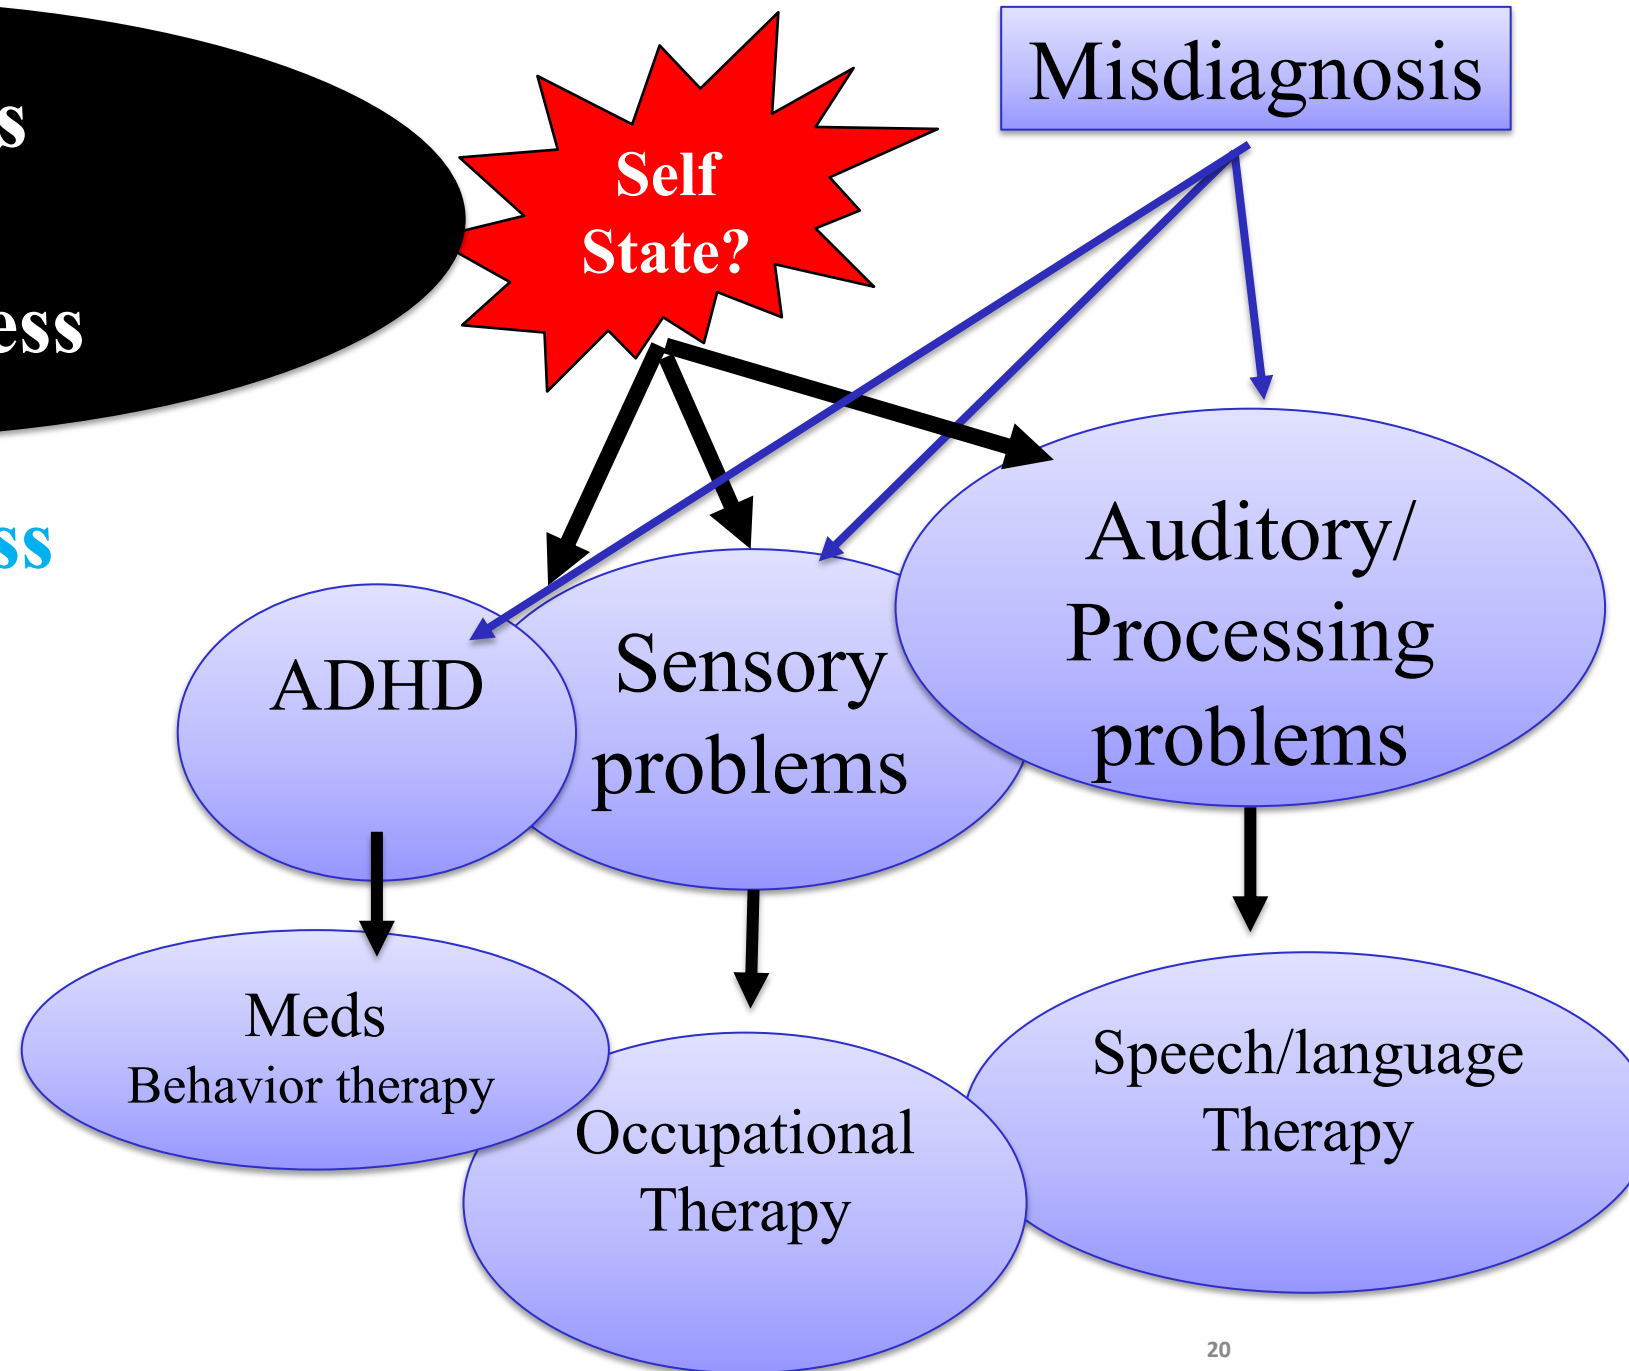 Misdiagnosis
Self
State?
ADHD
Sensory
problems
Auditory/
Processing
problems
Meds
Behavior therapy
Occupational
Therapy
Speech/language
Therapy
20